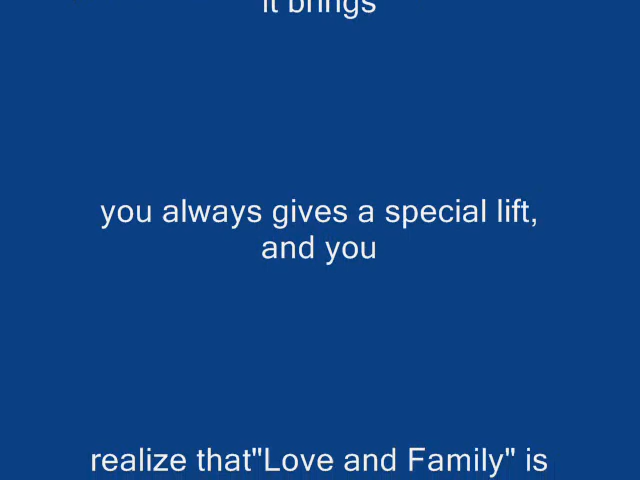 it brings
you always gives a special lift,
and you
realize that"Love and Family" is